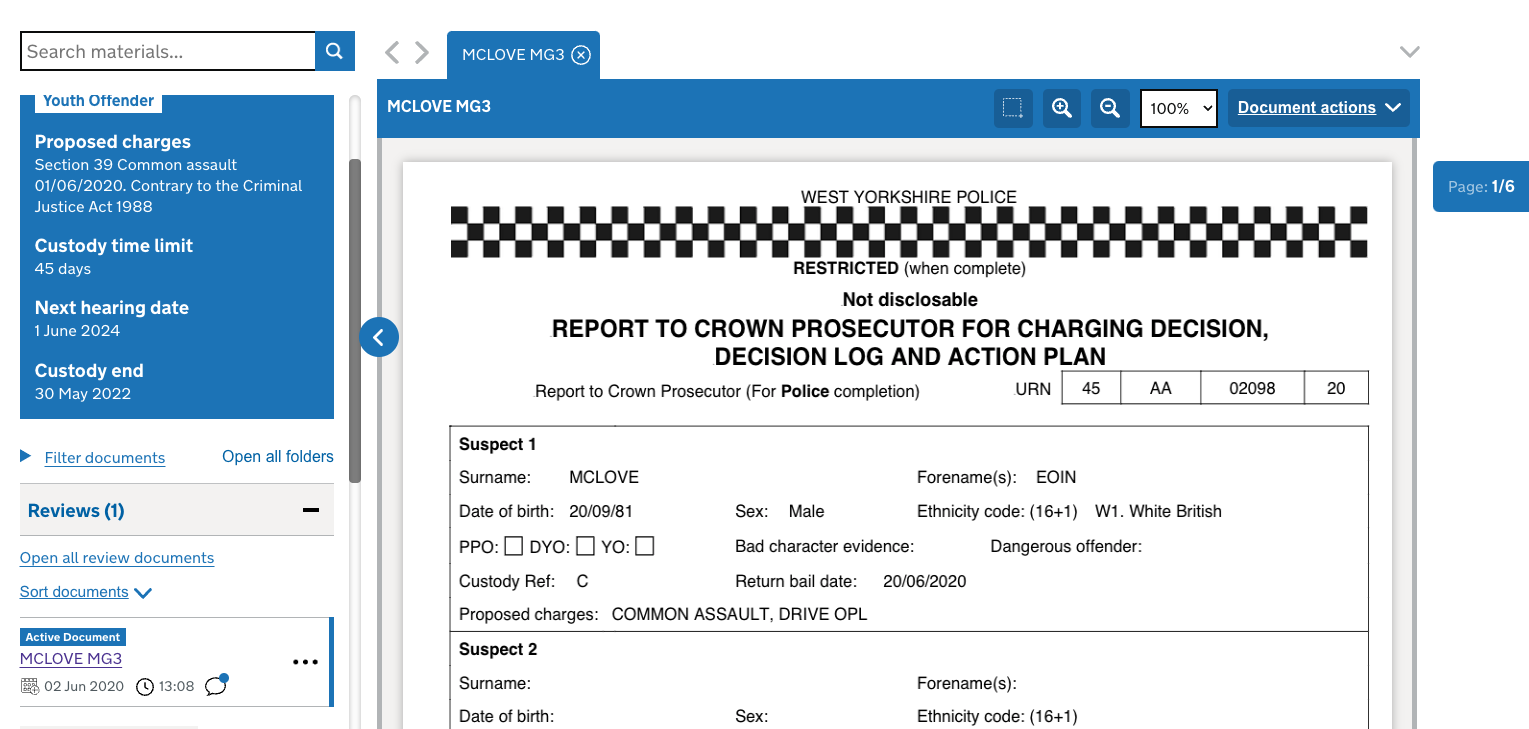 Search materials...
Youth Offender
Proposed charges
Section 39 Common assault
01/06/2020. Contrary to the Criminal
Justice Act 1988
Custody time limit
45 days
Next hearing date
1 June 2024
Custody end
30 May 2022
Filter documents
Open all folders
Reviews (1)
Open all review documents
Sort documents
Active Document
MCLOVE MG3
02 Jun 2020 13:08
MCLOVE MG3
MCLOVE MG3
100%
Document actions
Page: 1/6
WEST YORKSHIRE POLICE
RESTRICTED (when complete)
Not disclosable
REPORT TO CROWN PROSECUTOR FOR CHARGING DECISION,
DECISION LOG AND ACTION PLAN
Report to Crown Prosecutor (For Police completion) URN 45 AA 02098 20
Suspect 1
Surname: MCLOVE Forename(s): EOIN
Date of birth: 20/09/81 Sex: Male Ethnicity code: (16+1) W1. White British
PPO: DYO: YO: Bad character evidence: Dangerous offender:
Custody Ref: C Return bail date: 20/06/2020
Proposed charges: COMMON ASSAULT, DRIVE OPL
Suspect 2
Surname: Forename(s):
Date of birth: Sex: Ethnicity code: (16+1)